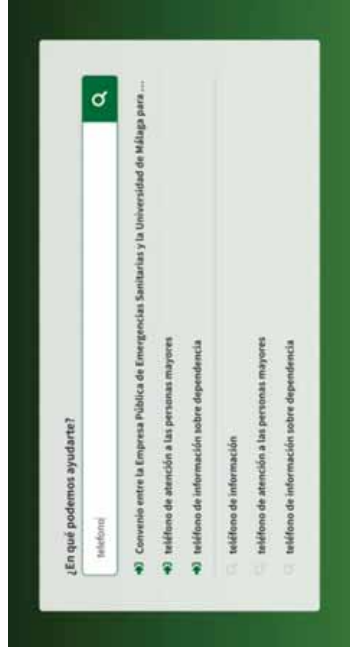 ¿En qué podemos ayudarte?
telefono
Convenio entre la Empresa Pública de Emergencias Sanitarias y la Universidad de Málaga para ...
teléfono de atención a las personas mayores
teléfono de información sobre dependencia
teléfono de información
teléfono de atención a las personas mayores
teléfono de información sobre dependencia